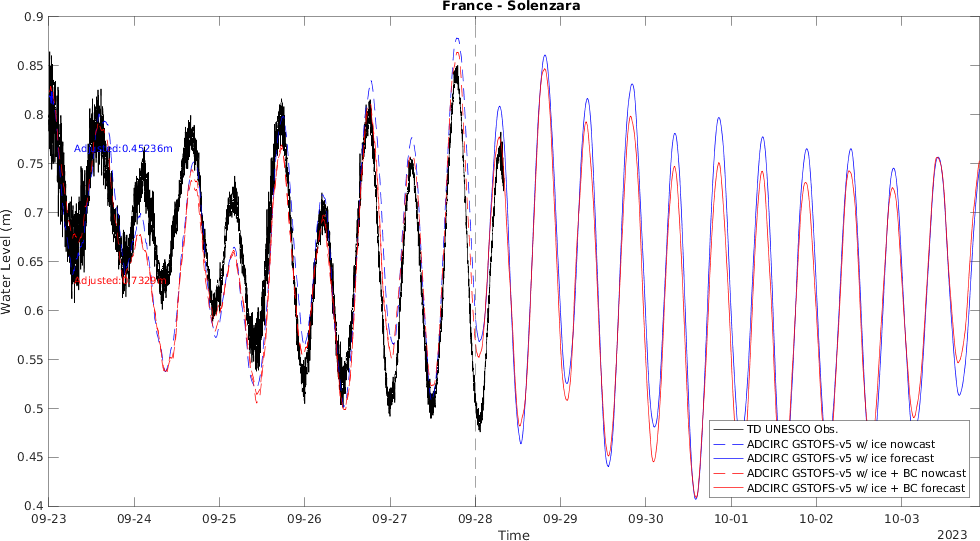 France - Solenzara
0.9
0.85
0.8
0.75
0.7
0.65
0.6
0.55
0.5
0.45
0.4
Water Level (m)
Adjusted:0.45236m
TD UNESCO Obs.
ADCIRC GSTOFS-v5 w/ ice nowcast
ADCIRC GSTOFS-v5 w/ ice forecast
ADCIRC GSTOFS-v5 w/ ice + BC nowcast
ADCIRC GSTOFS-v5 w/ ice + BC forecast
09-23 09-24 09-25 09-26 09-27 09-28 09-29 09-30 10-01 10-02 10-03
Time
2023